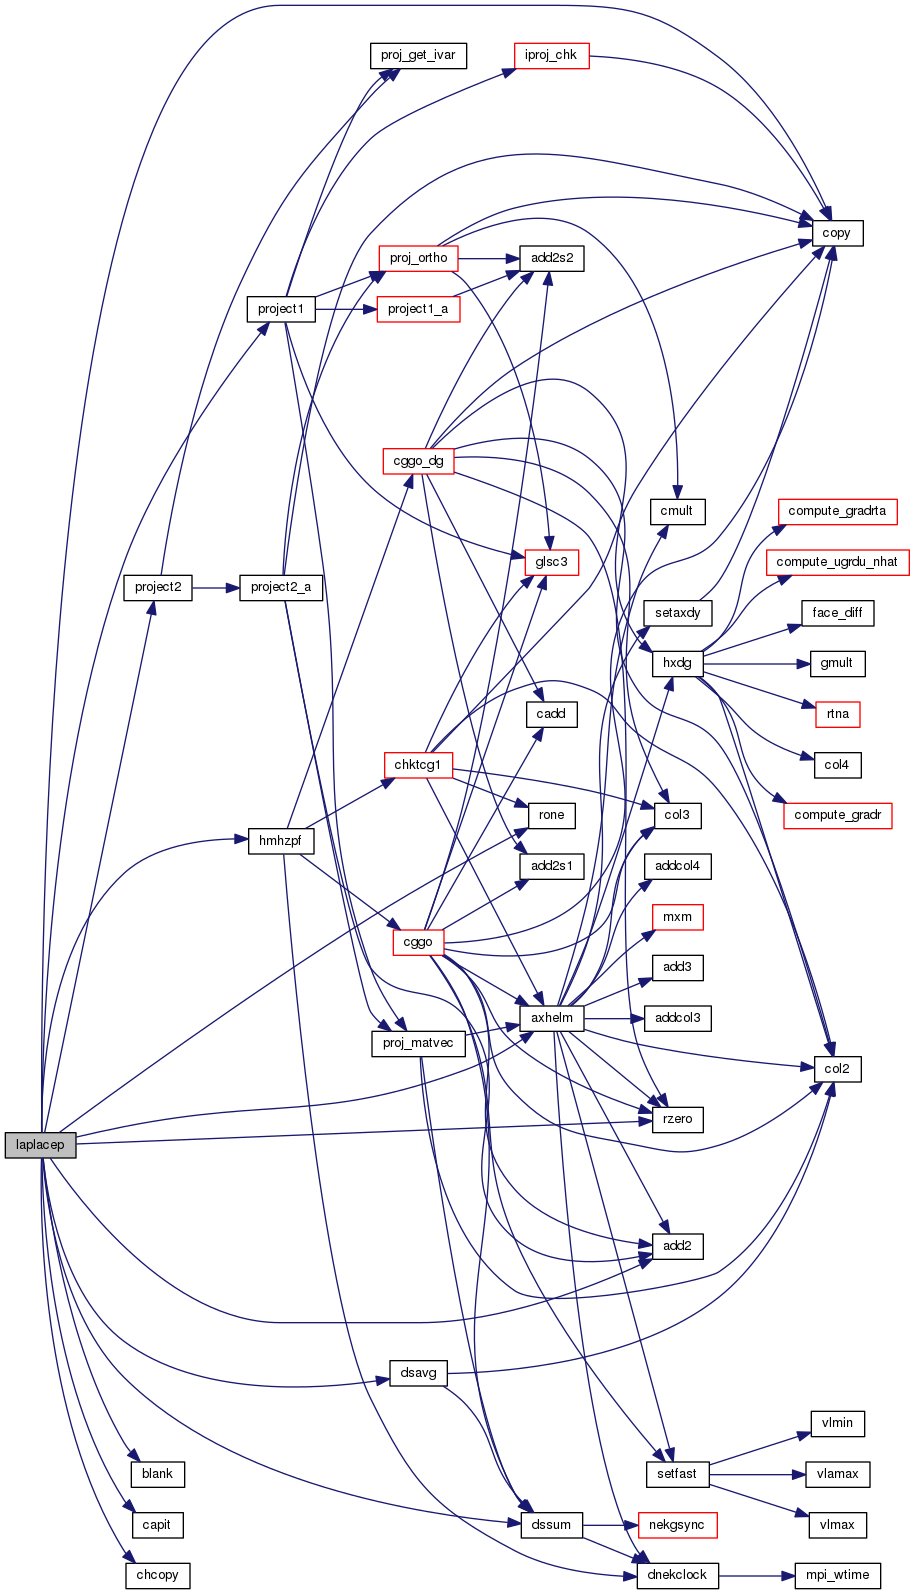 proj_get_ivar
iproj_chk
copy
proj_ortho
add2s2
project1
project1_a
cggo_dg
cmult
compute_gradrta
glsc3
compute_ugrdu_nhat
project2
project2_a
setaxdy
face_diff
hxdg
gmult
cadd
rtna
chktcg1
col4
rone
col3
compute_gradr
hmhzpf
add2s1
addcol4
mxm
cggo
add3
axhelm
addcol3
proj_matvec
col2
rzero
laplacep
add2
dsavg
vlmin
blank
setfast
vlamax
capit
dssum
nekgsync
vlmax
chcopy
dnekclock
mpi_wtime